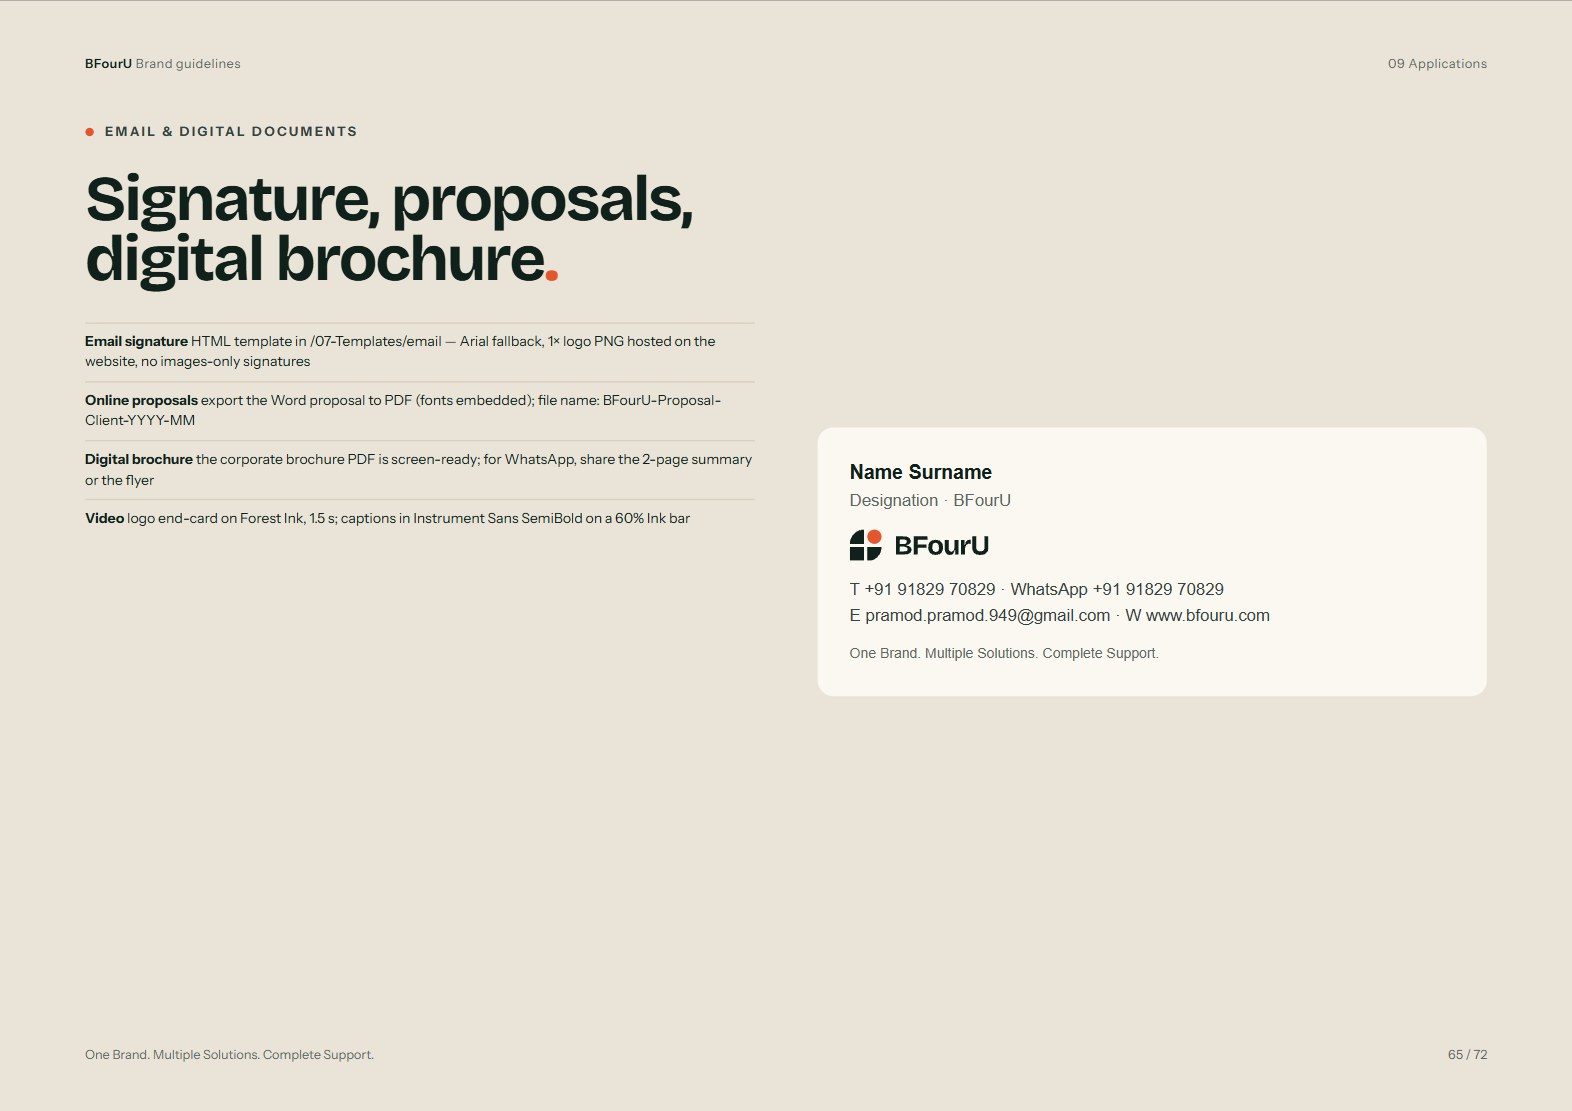 BFourU Brand guidelines
09 Applications
EMAIL & DIGITAL DOCUMENTS
Signature, proposals,
digital brochure.
Email signature HTML template in /07-Templates/email — Arial fallback, 1× logo PNG hosted on the
website, no images-only signatures
Online proposals export the Word proposal to PDF (fonts embedded); file name: BFourU-Proposal-
Client-YYYY-MM
Digital brochure the corporate brochure PDF is screen-ready; for WhatsApp, share the 2-page summary
or the flyer
Video logo end-card on Forest Ink, 1.5 s; captions in Instrument Sans SemiBold on a 60% Ink bar
Name Surname
Designation · BFourU
BFourU
T +91 91829 70829 · WhatsApp +91 91829 70829
E pramod.pramod.949@gmail.com · W www.bfouru.com
One Brand. Multiple Solutions. Complete Support.
One Brand. Multiple Solutions. Complete Support.
65 / 72